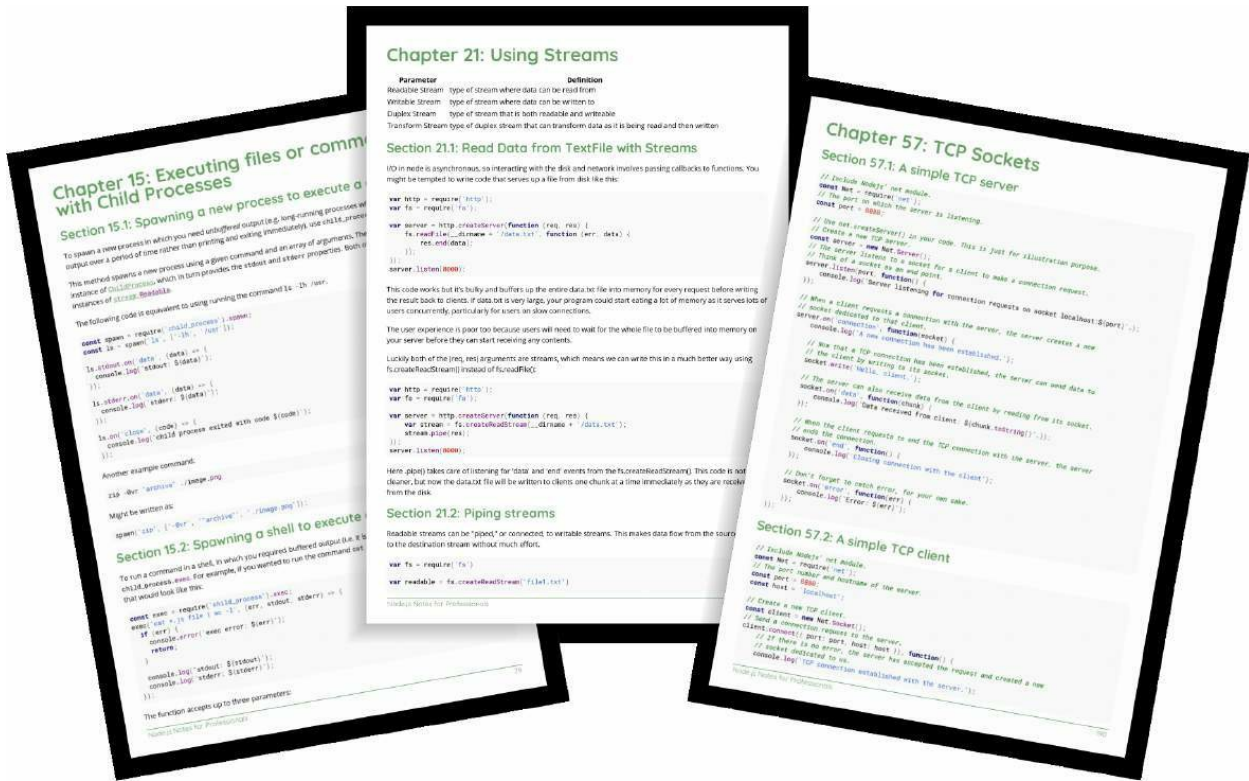 Chapter 15: Executing files or comm
with Child Processes
Section 15.1: Spawning a new process to execute a
To spawn a new process in which you need unbuffered output (e.g. long-running processes w
output over a period of time rather than printing and exiting immediately), use child_proces
This method spawns a new process using a given command and an array of arguments. The
instance of ChildProcess, which in turn provides the stdout and stderr properties. Both o
instances of stream.Readable.
The following code is equivalent to using running the command ls -lh /usr.
const spawn = require('child_process').spawn;
const ls = spawn('ls', ['-lh', '/usr']);
ls.stdout.on('data', (data) => {
console.log(`stdout: ${data}`);
});
ls.stderr.on('data', (data) => {
console.log(`stderr: ${data}`);
});
ls.on('close', (code) => {
console.log(`child process exited with code ${code}`);
});
Another example command:
zip -0vr "archive" ./image.png
Might be written as:
spawn('zip', ['-0vr', '"archive"', './image.png']);
Section 15.2: Spawning a shell to execute
To run a command in a shell, in which you required buffered output (i.e. it is
child_process.exec. For example, if you wanted to run the command cat
that would look like this:
const exec = require('child_process').exec;
exec('cat *.js file | wc -l', (err, stdout, stderr) => {
if (err) {
console.error(`exec error: ${err}`);
return;
}
console.log(`stdout: ${stdout}`);
console.log(`stderr: ${stderr}`);
});
The function accepts up to three parameters:
Node.js Notes for Professionals
Chapter 21: Using Streams
Parameter Definition
Readable Stream type of stream where data can be read from
Writable Stream type of stream where data can be written to
Duplex Stream type of stream that is both readable and writeable
Transform Stream type of duplex stream that can transform data as it is being read and then written
Section 21.1: Read Data from TextFile with Streams
I/O in node is asynchronous, so interacting with the disk and network involves passing callbacks to functions. You
might be tempted to write code that serves up a file from disk like this:
var http = require('http');
var fs = require('fs');
var server = http.createServer(function (req, res) {
fs.readFile(__dirname + '/data.txt', function (err, data) {
res.end(data);
});
});
server.listen(8000);
This code works but it's bulky and buffers up the entire data.txt file into memory for every request before writing
the result back to clients. If data.txt is very large, your program could start eating a lot of memory as it serves lots of
users concurrently, particularly for users on slow connections.
The user experience is poor too because users will need to wait for the whole file to be buffered into memory on
your server before they can start receiving any contents.
Luckily both of the (req, res) arguments are streams, which means we can write this in a much better way using
fs.createReadStream() instead of fs.readFile():
var http = require('http');
var fs = require('fs');
var server = http.createServer(function (req, res) {
var stream = fs.createReadStream(__dirname + '/data.txt');
stream.pipe(res);
});
server.listen(8000);
Here .pipe() takes care of listening for 'data' and 'end' events from the fs.createReadStream(). This code is not
cleaner, but now the data.txt file will be written to clients one chunk at a time immediately as they are receive
from the disk.
Section 21.2: Piping streams
Readable streams can be "piped," or connected, to writable streams. This makes data flow from the sourc
to the destination stream without much effort.
var fs = require('fs')
var readable = fs.createReadStream('file1.txt')
Node.js Notes for Professionals
Chapter 57: TCP Sockets
Section 57.1: A simple TCP server
// Include Nodejs' net module.
const Net = require('net');
// The port on which the server is listening.
const port = 8080;
// Use net.createServer() in your code. This is just for illustration purpose.
// Create a new TCP server.
const server = new Net.Server();
// The server listens to a socket for a client to make a connection request.
// Think of a socket as an end point.
server.listen(port, function() {
console.log(`Server listening for connection requests on socket localhost:${port}`.);
});
// When a client requests a connection with the server, the server creates a new
// socket dedicated to that client.
server.on('connection', function(socket) {
console.log('A new connection has been established.');
// Now that a TCP connection has been established, the server can send data to
// the client by writing to its socket.
socket.write('Hello, client.');
// The server can also receive data from the client by reading from its socket.
socket.on('data', function(chunk) {
console.log(`Data received from client: ${chunk.toString()`.});
});
// When the client requests to end the TCP connection with the server, the server
// ends the connection.
socket.on('end', function() {
console.log('Closing connection with the client');
});
// Don't forget to catch error, for your own sake.
socket.on('error', function(err) {
console.log(`Error: ${err}`);
});
});
Section 57.2: A simple TCP client
// Include Nodejs' net module.
const Net = require('net');
// The port number and hostname of the server.
const port = 8080;
const host = 'localhost';
// Create a new TCP client.
const client = new Net.Socket();
// Send a connection request to the server.
client.connect({ port: port, host: host }), function() {
// If there is no error, the server has accepted the request and created a new
// socket dedicated to us.
console.log('TCP connection established with the server.');
Node.js Notes for Professionals